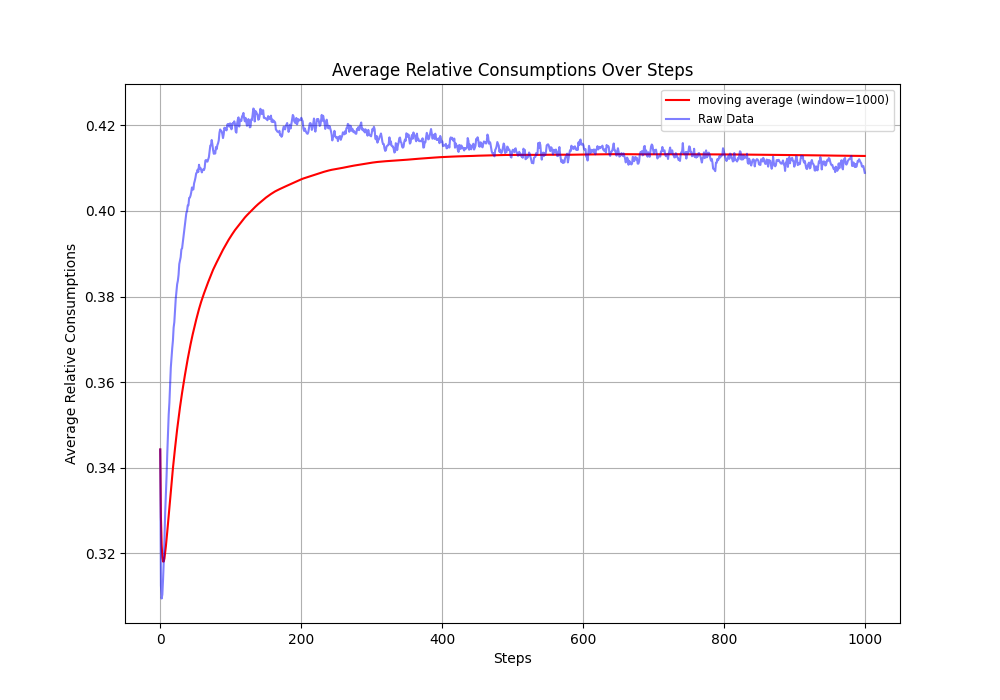 Average Relative Consumptions Over Steps
moving average (window=1000)
Raw Data
Average Relative Consumptions
0.42
0.40
0.38
0.36
0.34
0.32
0
200
400
600
800
1000
Steps